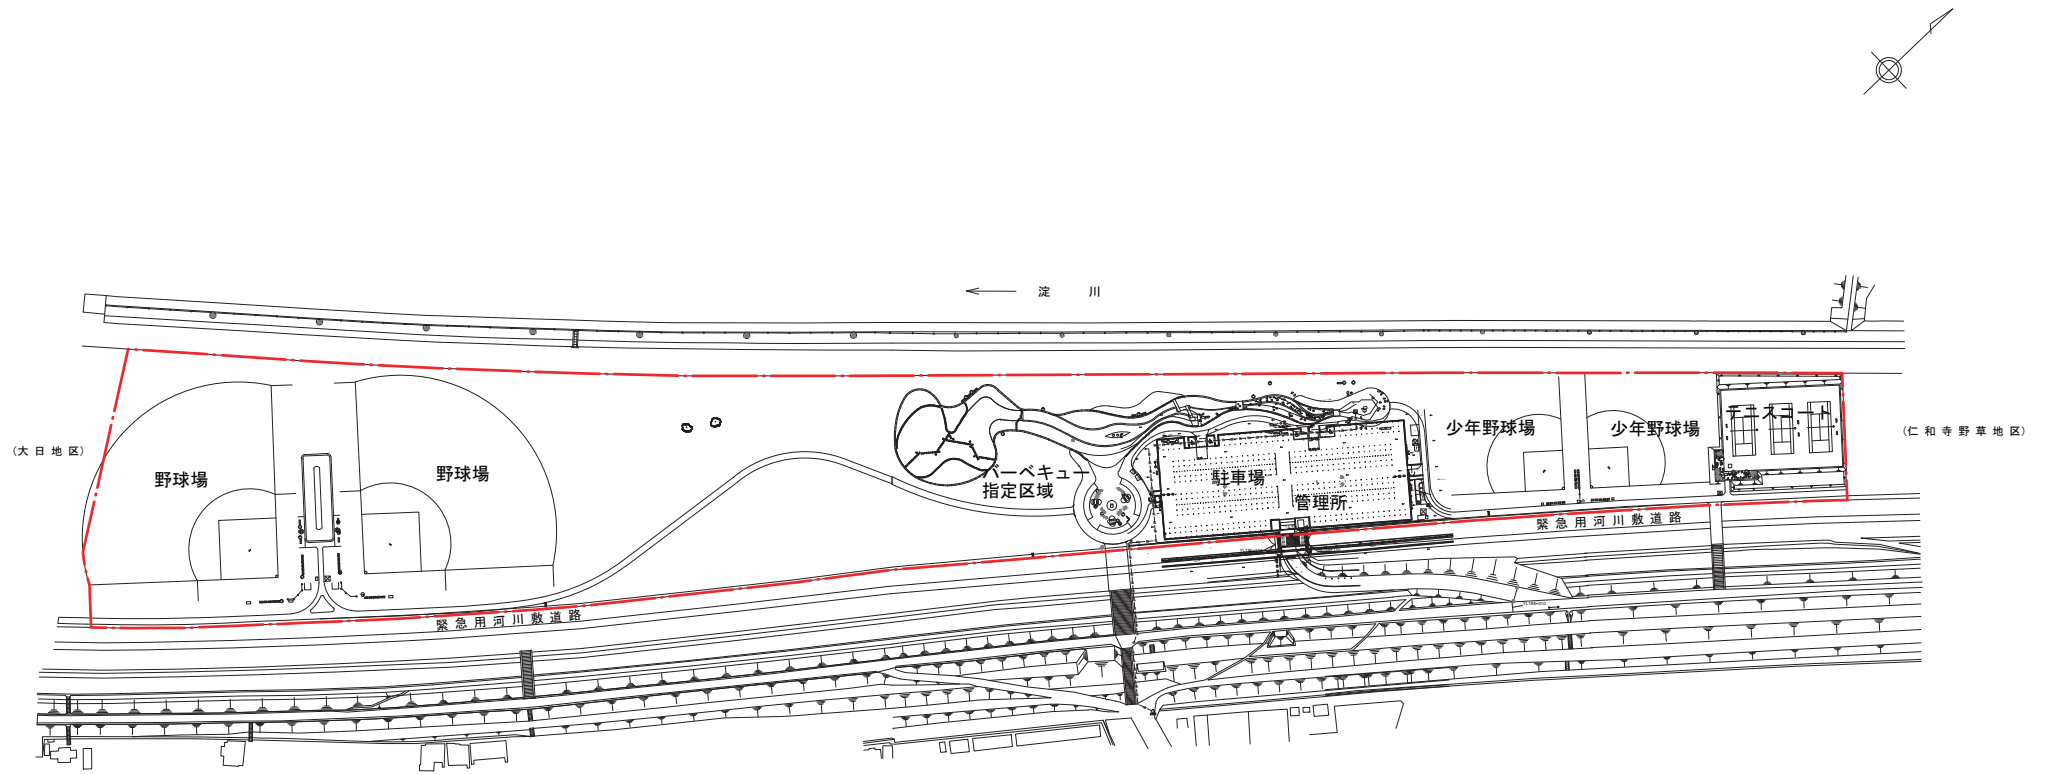 淀 川
(大日地区)
野球場
野球場
バーベキュー
指定区域
駐車場
管理所
少年野球場
少年野球場
テニスコート
(仁和寺野草地区)
緊急用河川敷道路
緊急用河川敷道路